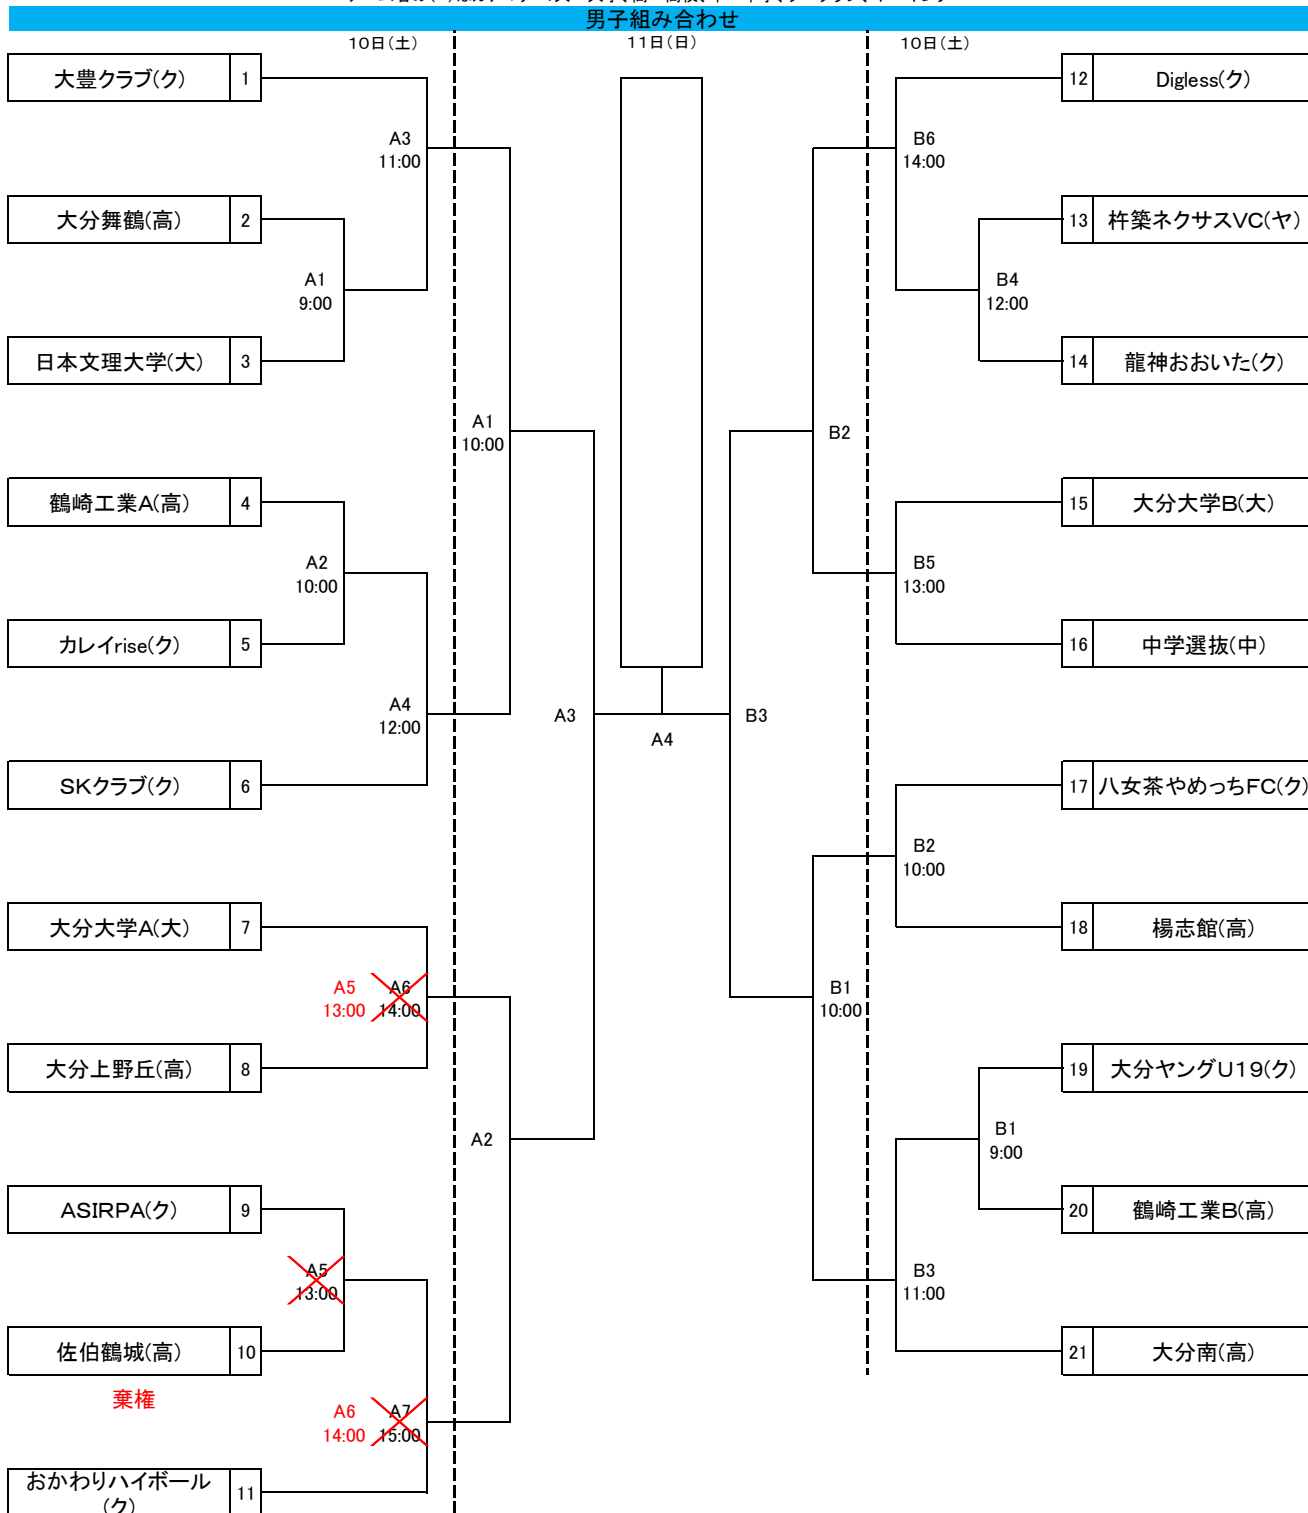 男子組み合わせ
10日(土)
11日(日)
10日(土)
大豊クラブ(ク) 1
A3
11:00
大分舞鶴(高) 2
A1
9:00
日本文理大学(大) 3
A1
10:00
鶴崎工業A(高) 4
A2
10:00
カレイrise(ク) 5
A4
12:00
SKクラブ(ク) 6
大分大学A(大) 7
A5
13:00
A6
14:00
大分上野丘(高) 8
A2
ASIRPA(ク) 9
A5
13:00
佐伯鶴城(高) 10
棄権
A6
14:00
A7
15:00
おかわりハイボール
(ク)
11
A3
A4
B3
12 Digless(ク)
B6
14:00
13 杵築ネクサスVC(ヤ)
B4
12:00
14 龍神おおいた(ク)
B2
15 大分大学B(大)
B5
13:00
16 中学選抜(中)
17 八女茶やめっちFC(ク)
B2
10:00
18 楊志館(高)
B1
10:00
19 大分ヤングU19(ク)
B1
9:00
20 鶴崎工業B(高)
B3
11:00
21 大分南(高)